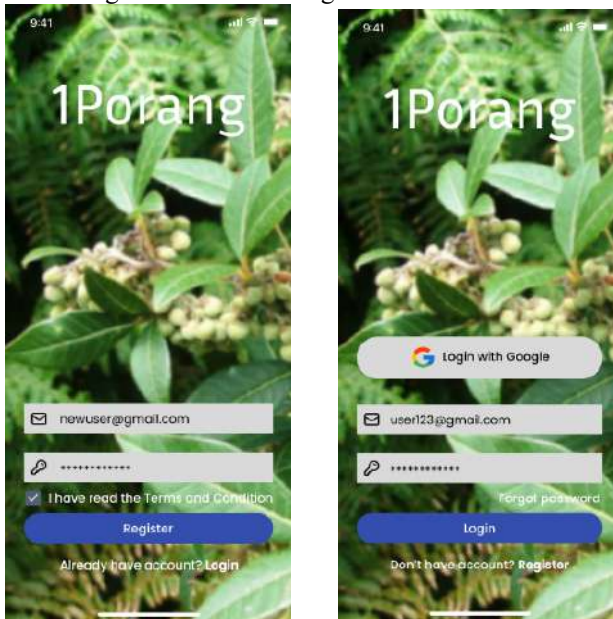 9:41
1Porang
newuser@gmail.com
************
I have read the Terms and Condition
Register
Already have account? Login
9:41
1Porang
Login with Google
user123@gmail.com
************
Forgot password
Login
Don't have account? Register